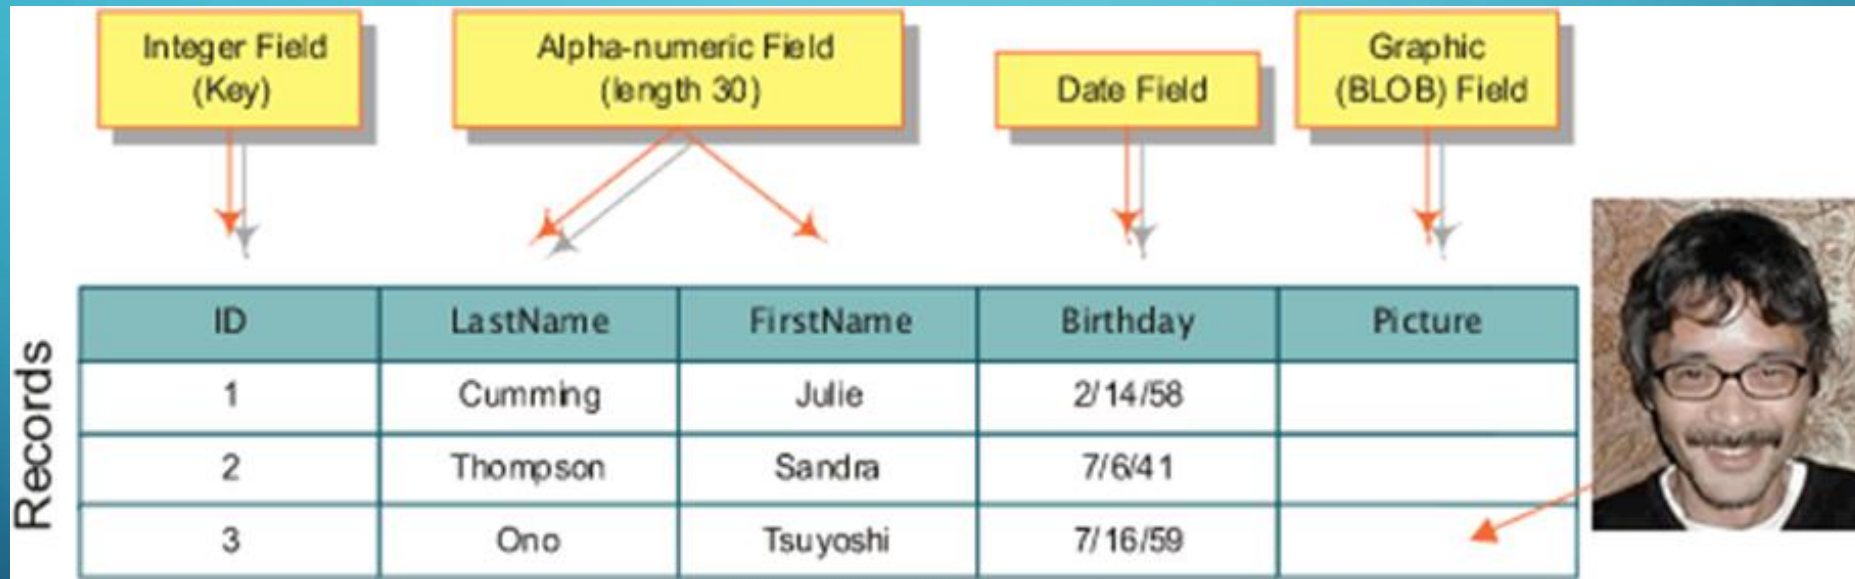 Integer Field
(Key)
Alpha-numeric Field
(length 30)
Date Field
Graphic
(BLOB) Field
Records
ID LastName FirstName Birthday Picture
1 Cumming Julie 2/14/58
2 Thompson Sandra 7/6/41
3 Ono Tsuyoshi 7/16/59